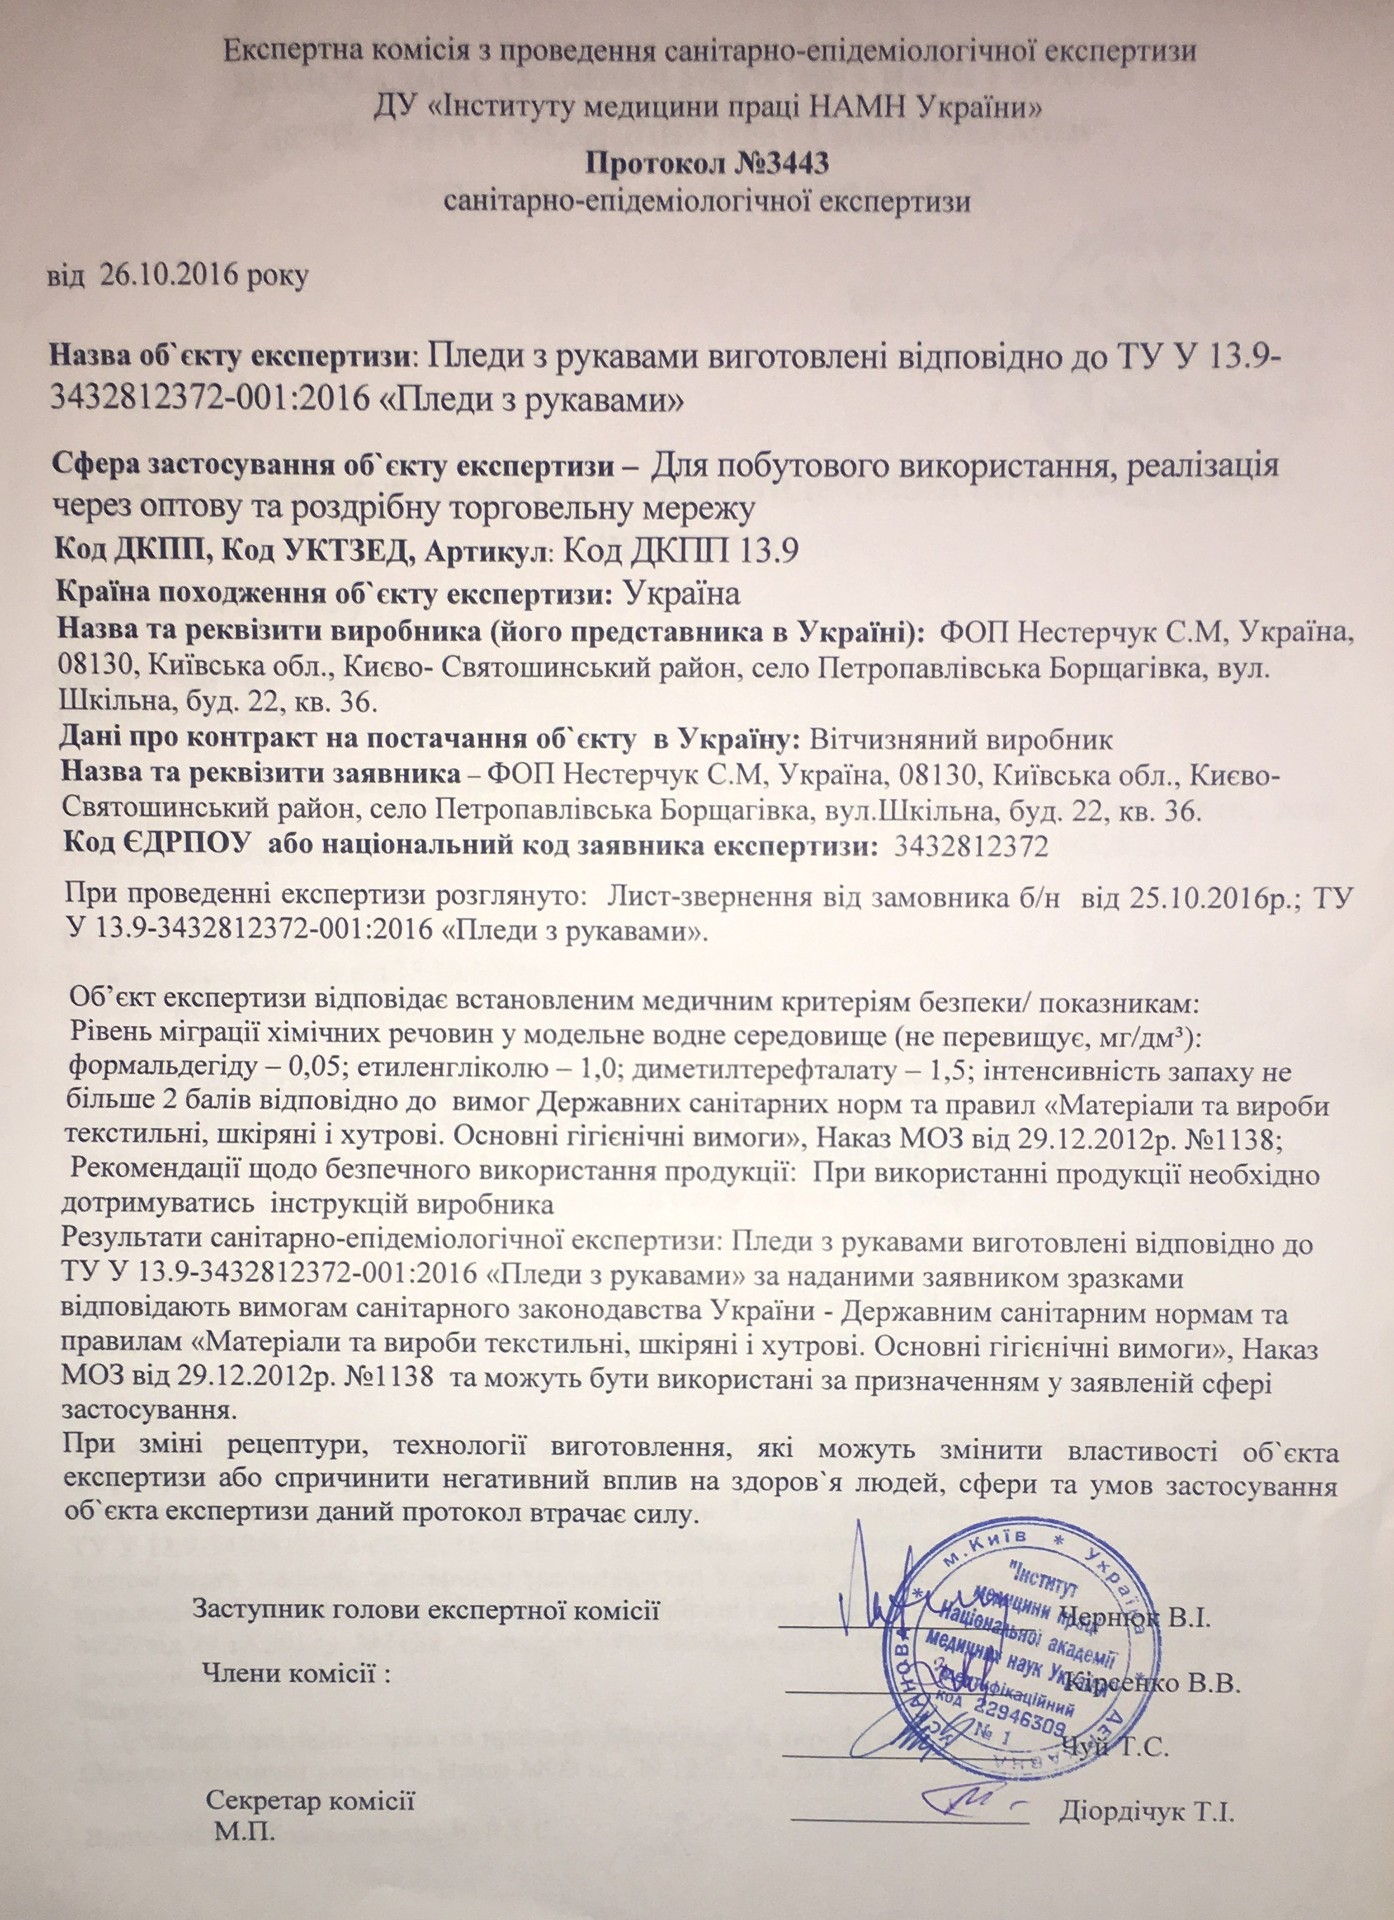 Експертна комісія з проведення санітарно-епідеміологічної експертизи
ДУ «Інституту медицини праці НАМН України»
Протокол №3443
санітарно-епідеміологічної експертизи
від 26.10.2016 року
Назва об`єкту експертизи: Пледи з рукавами виготовлені відповідно до ТУ У 13.9-
3432812372-001:2016 «Пледи з рукавами»
Сфера застосування об`єкту експертизи – Для побутового використання, реалізація
через оптову та роздрібну торговельну мережу
Код ДКПП, Код УКТЗЕД, Артикул: Код ДКПП 13.9
Країна походження об`єкту експертизи: Україна
Назва та реквізити виробника (його представника в Україні): ФОП Нестерчук С.М, Україна,
08130, Київська обл., Києво- Святошинський район, село Петропавлівська Борщагівка, вул.
Шкільна, буд. 22, кв. 36.
Дані про контракт на постачання об`єкту в Україну: Вітчизняний виробник
Назва та реквізити заявника – ФОП Нестерчук С.М, Україна, 08130, Київська обл., Києво-
Святошинський район, село Петропавлівська Борщагівка, вул.Шкільна, буд. 22, кв. 36.
Код ЄДРПОУ або національний код заявника експертизи: 3432812372
При проведенні експертизи розглянуто: Лист-звернення від замовника б/н від 25.10.2016р.; ТУ
У 13.9-3432812372-001:2016 «Пледи з рукавами».
Об’єкт експертизи відповідає встановленим медичним критеріям безпеки/ показникам:
Рівень міграції хімічних речовин у модельне водне середовище (не перевищує, мг/дм³):
формальдегіду – 0,05; етиленгліколю – 1,0; диметилтерефталату – 1,5; інтенсивність запаху не
більше 2 балів відповідно до вимог Державних санітарних норм та правил «Матеріали та вироби
текстильні, шкіряні і хутрові. Основні гігієнічні вимоги», Наказ МОЗ від 29.12.2012р. №1138;
Рекомендації щодо безпечного використання продукції: При використанні продукції необхідно
дотримуватись інструкцій виробника
Результати санітарно-епідеміологічної експертизи: Пледи з рукавами виготовлені відповідно до
ТУ У 13.9-3432812372-001:2016 «Пледи з рукавами» за наданими заявником зразками
відповідають вимогам санітарного законодавства України - Державним санітарним нормам та
правилам «Матеріали та вироби текстильні, шкіряні і хутрові. Основні гігієнічні вимоги», Наказ
МОЗ від 29.12.2012р. №1138 та можуть бути використані за призначенням у заявленій сфері
застосування.
При зміні рецептури, технології виготовлення, які можуть змінити властивості об`єкта
експертизи або спричинити негативний вплив на здоров`я людей, сфери та умов застосування
об`єкта експертизи даний протокол втрачає силу.
Заступник голови експертної комісії Чернюк В.І.
Члени комісії : Кірсенко В.В.
Чуй Т.С.
Секретар комісії Діордічук Т.І.
М.П.
м.Київ * Україна * ДЕРЖАВНА УСТАНОВА *
"Інститут
медицини праці
Національної академії
медичних наук України"
Ідентифікаційний
код 22946309
№ 1